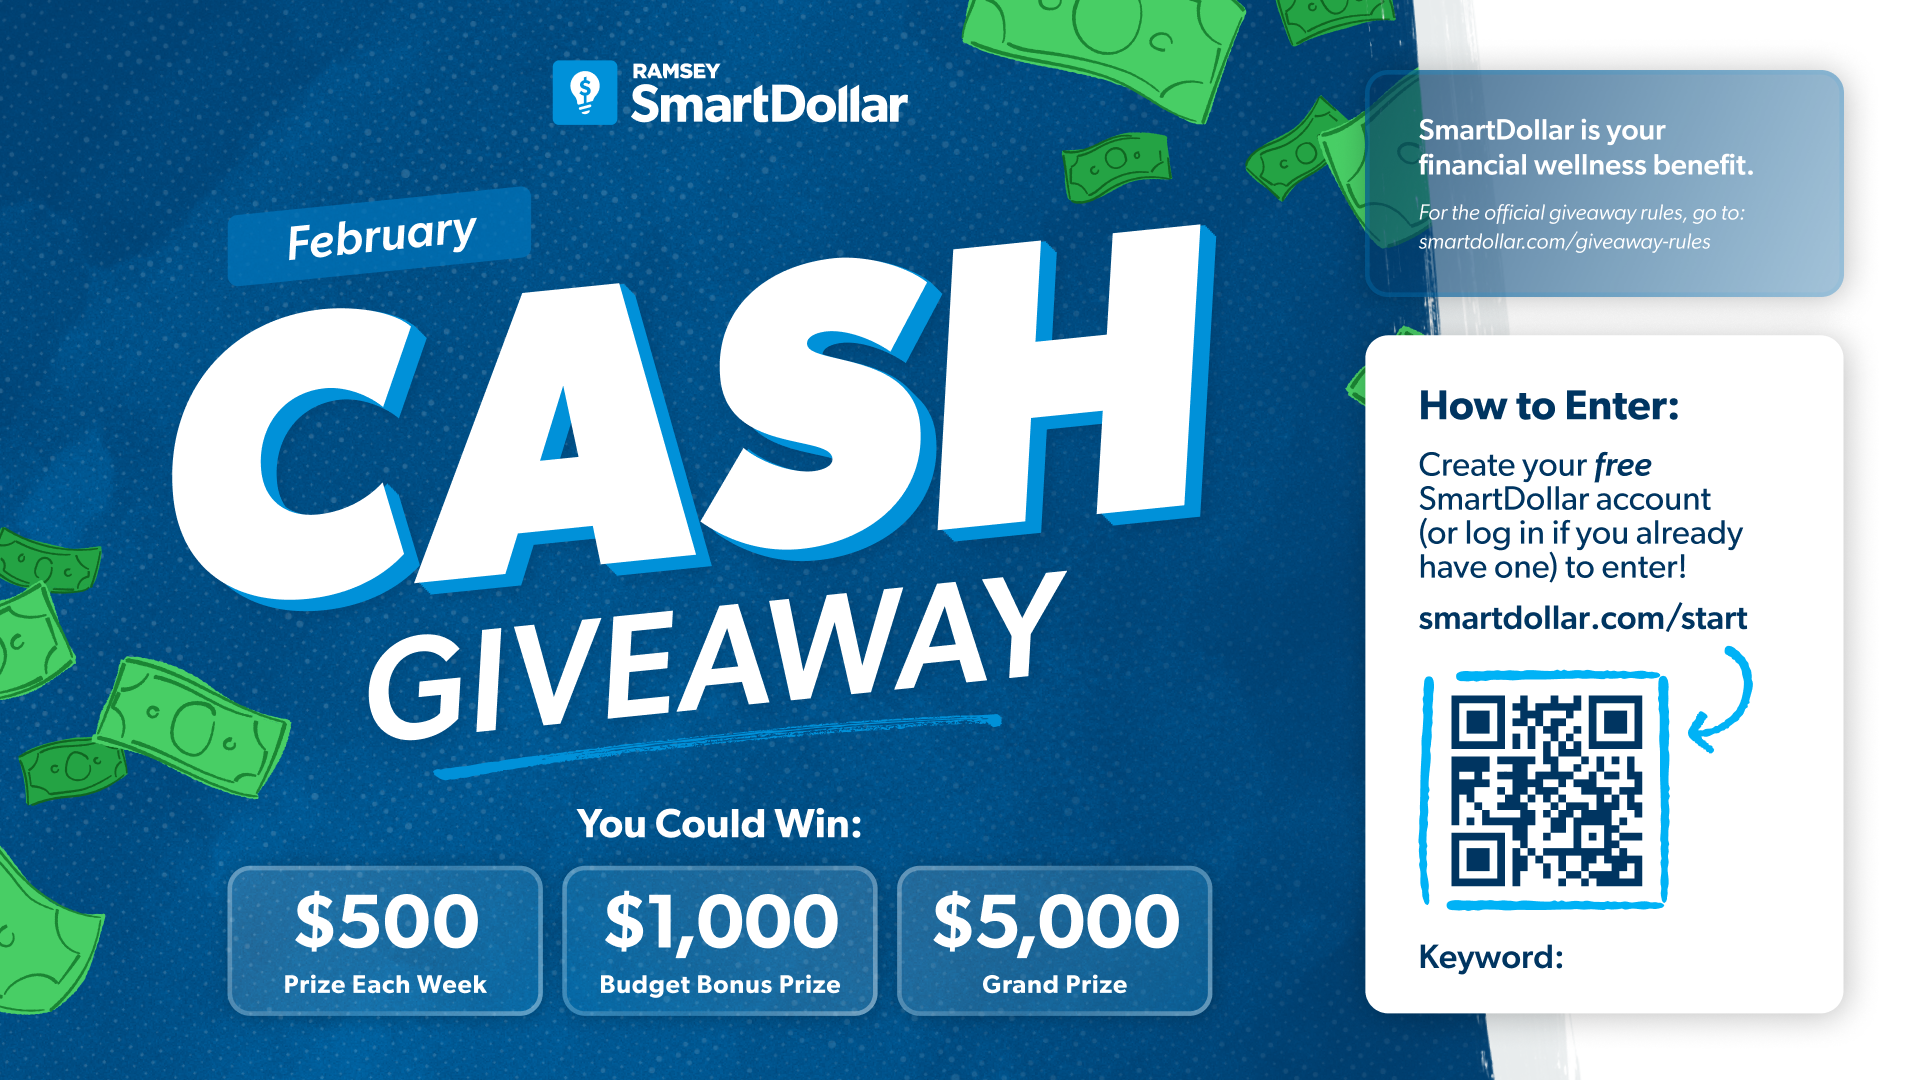 RAMSEY
SmartDollar
February
CASH
GIVEAWAY
You Could Win:
$500
Prize Each Week
$1,000
Budget Bonus Prize
$5,000
Grand Prize
SmartDollar is your
financial wellness benefit.
For the official giveaway rules, go to:
smartdollar.com/giveaway-rules
How to Enter:
Create your free
SmartDollar account
(or log in if you already
have one) to enter!
smartdollar.com/start
Keyword: